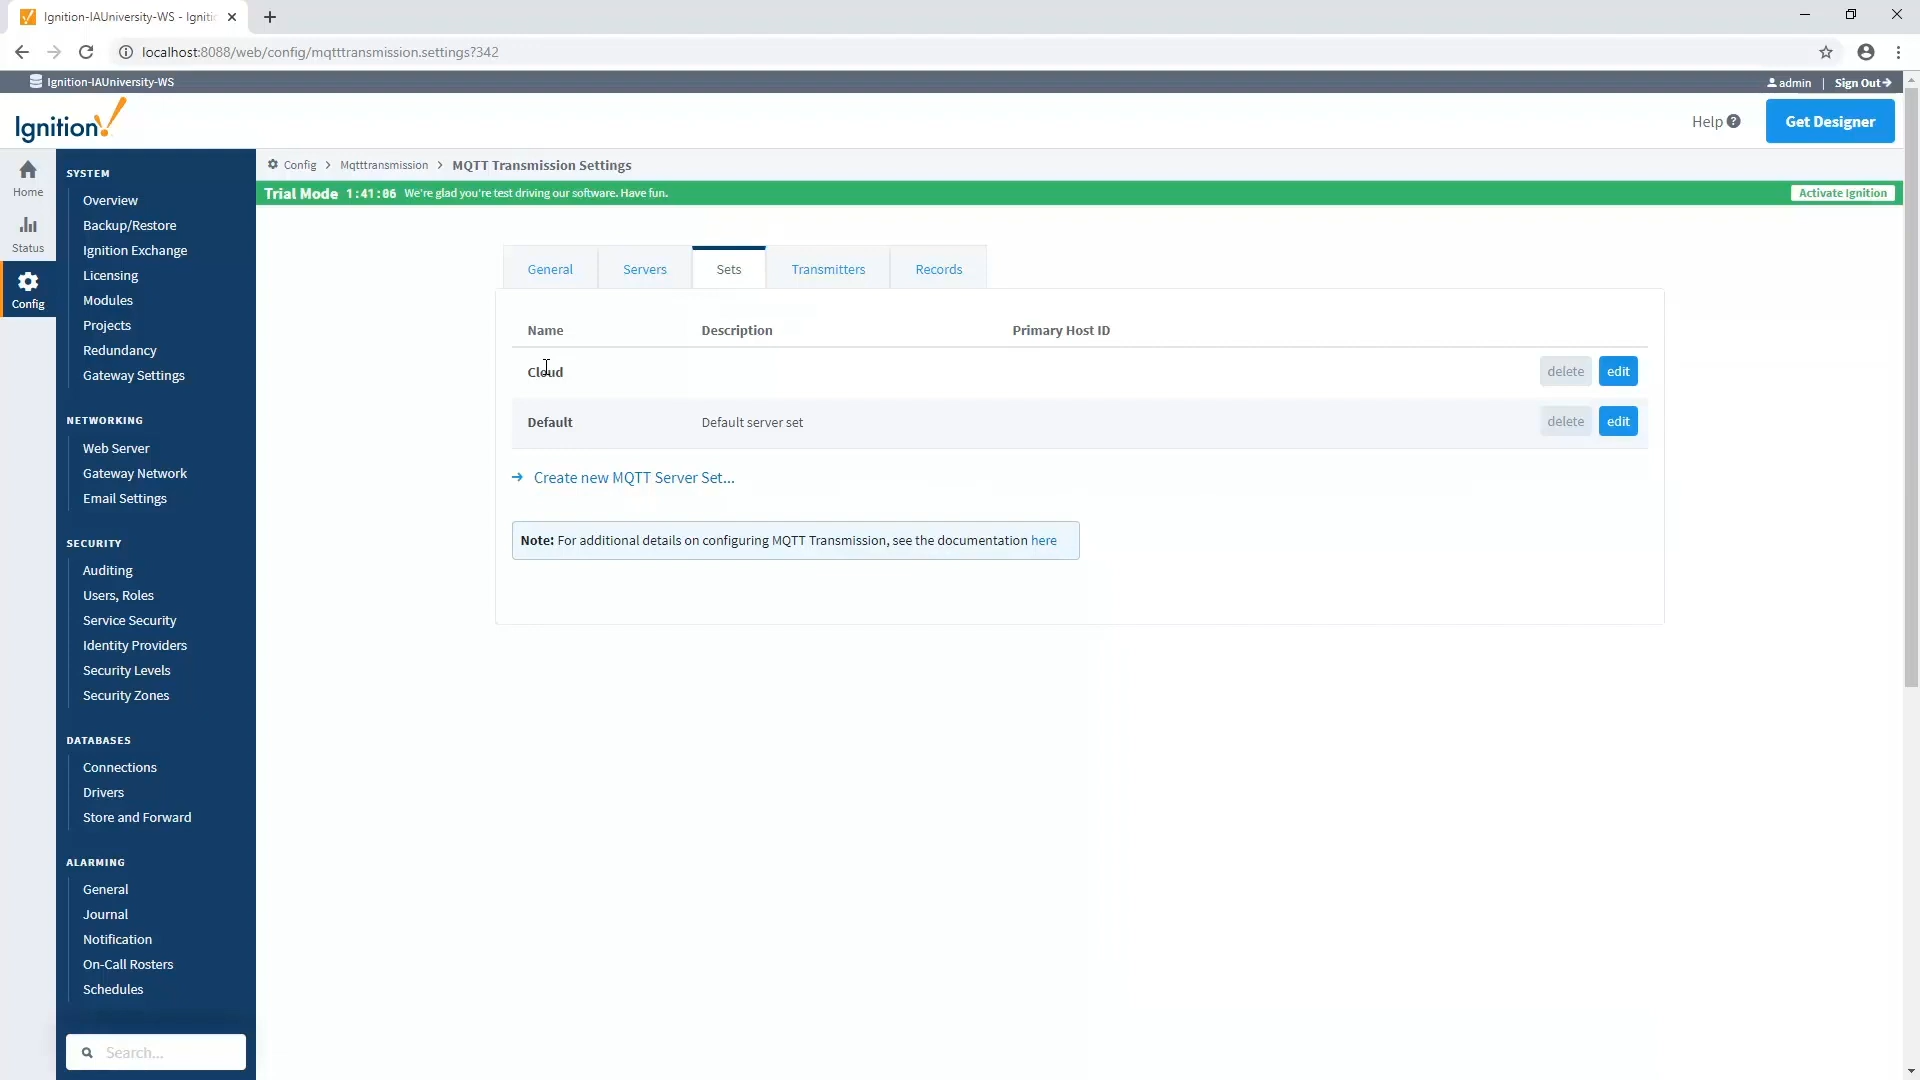 Ignition-IAUniversity-WS - Igniti
localhost:8088/web/config/mqtttransmission.settings?342
Ignition-IAUniversity-WS
admin | Sign Out
Ignition!
Help
Get Designer
Home
Status
Config
SYSTEM
Overview
Backup/Restore
Ignition Exchange
Licensing
Modules
Projects
Redundancy
Gateway Settings
NETWORKING
Web Server
Gateway Network
Email Settings
SECURITY
Auditing
Users, Roles
Service Security
Identity Providers
Security Levels
Security Zones
DATABASES
Connections
Drivers
Store and Forward
ALARMING
General
Journal
Notification
On-Call Rosters
Schedules
Search...
Config > Mqtttransmission > MQTT Transmission Settings
Trial Mode 1:41:06 We're glad you're test driving our software. Have fun.
Activate Ignition
General Servers Sets Transmitters Records
Name Description Primary Host ID
Cloud delete edit
Default Default server set delete edit
Create new MQTT Server Set...
Note: For additional details on configuring MQTT Transmission, see the documentation here